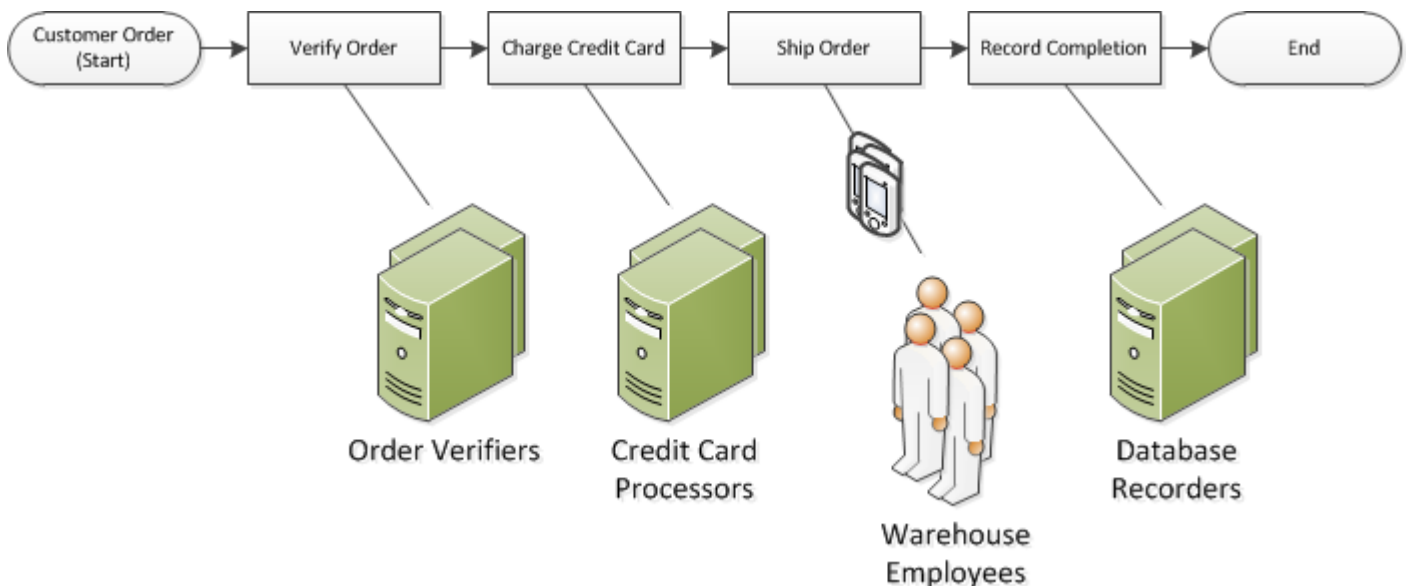 Customer Order
(Start)
Verify Order
Charge Credit Card
Ship Order
Record Completion
End
Order Verifiers
Credit Card
Processors
Warehouse
Employees
Database
Recorders